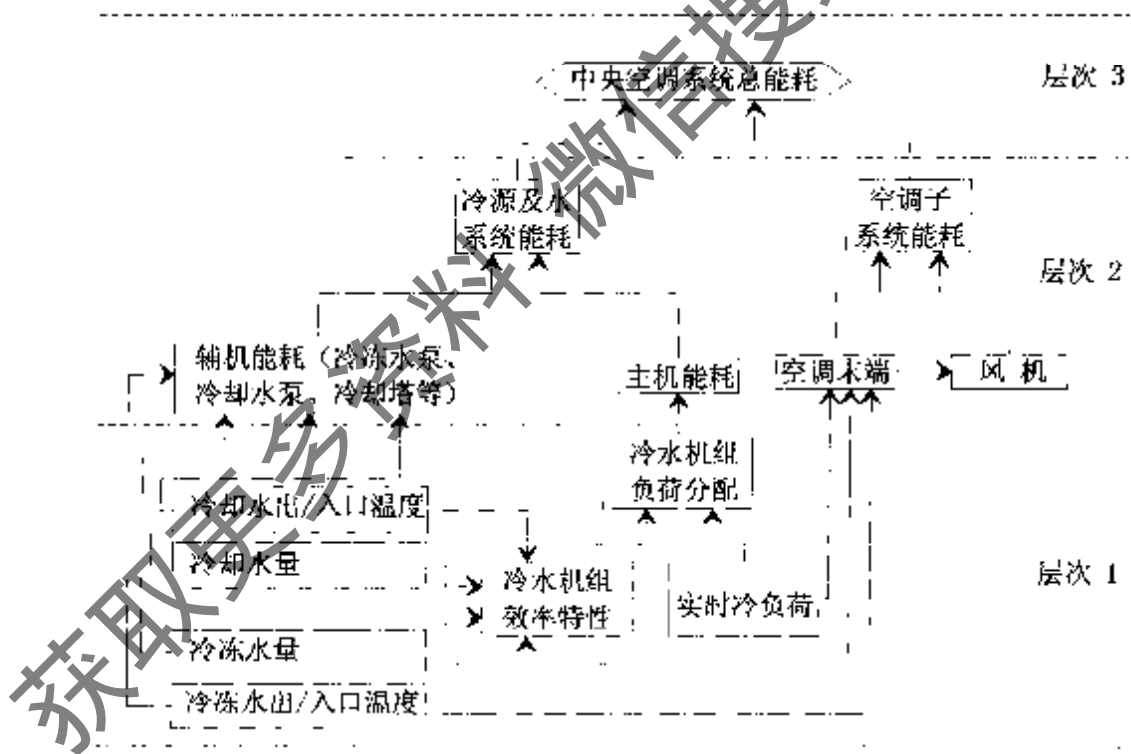 中央空调系统总能耗
层次 3
冷源及水
系统能耗
空调子
系统能耗
层次 2
辅机能耗（冷冻水泵、
冷却水泵、冷却塔等）
主机能耗
空调末端
风机
冷水机组
负荷分配
冷却水出/入口温度
冷却水量
冷水机组
效率特性
实时冷负荷
层次 1
冷冻水量
冷冻水出/入口温度
获取更多资料 微信搜